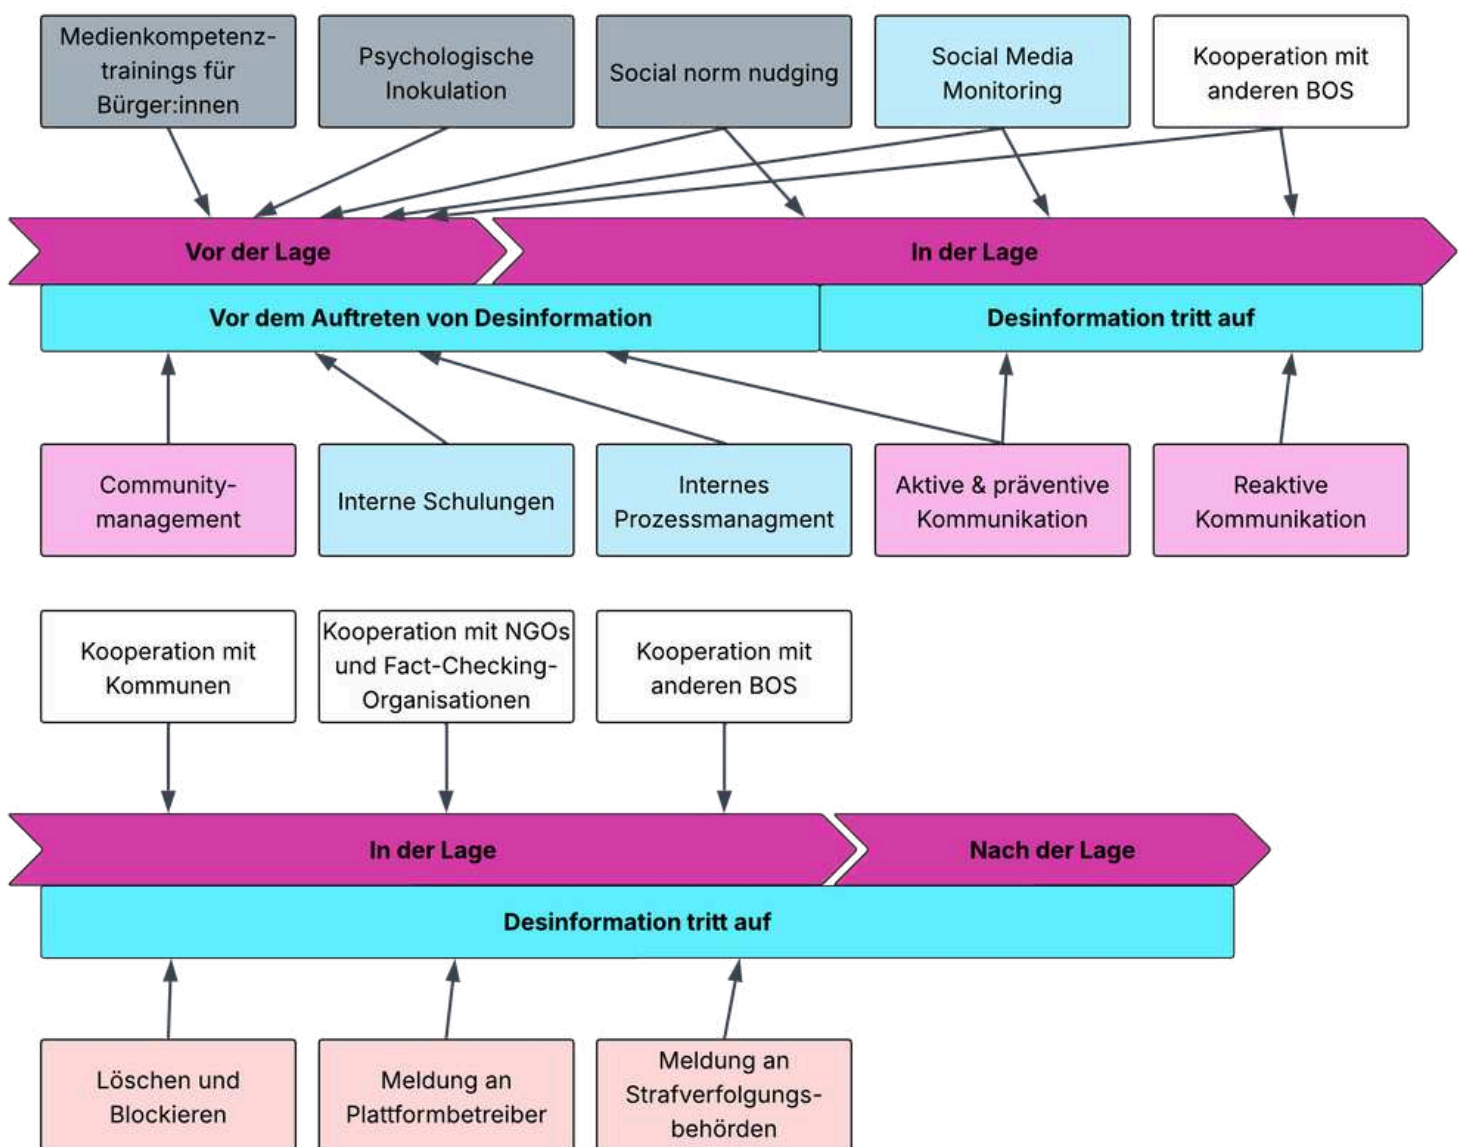 Medienkompetenz-
trainings für
Bürger:innen
Psychologische
Inokulation
Social norm nudging
Social Media
Monitoring
Kooperation mit
anderen BOS
Vor der Lage
In der Lage
Vor dem Auftreten von Desinformation
Desinformation tritt auf
Community-
management
Interne Schulungen
Internes
Prozessmanagment
Aktive & präventive
Kommunikation
Reaktive
Kommunikation
Kooperation mit
Kommunen
Kooperation mit NGOs
und Fact-Checking-
Organisationen
Kooperation mit
anderen BOS
In der Lage
Nach der Lage
Desinformation tritt auf
Löschen und
Blockieren
Meldung an
Plattformbetreiber
Meldung an
Strafverfolgungs-
behörden